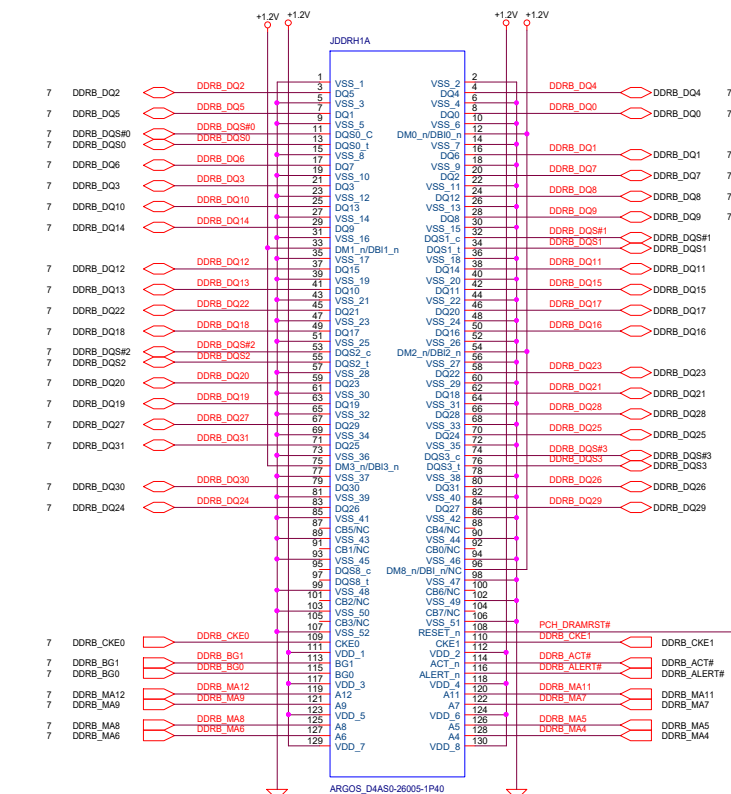 +1.2V +1.2V +1.2V +1.2V
JDDRH1A
1 VSS_1 VSS_2 2
7 DDRB_DQ2 DDRB_DQ2 3 DQ5 DQ4 4 DDRB_DQ4 DDRB_DQ4 7
5 VSS_3 VSS_4 6
7 DDRB_DQ5 DDRB_DQ5 7 DQ1 DQ0 8 DDRB_DQ0 DDRB_DQ0 7
9 VSS_5 VSS_6 10
7 DDRB_DQS#0 DDRB_DQS#0 11 DQS0_C DM0_n/DBI0_n 12
7 DDRB_DQS0 DDRB_DQS0 13 DQS0_t VSS_7 14
15 VSS_8 DQ6 16 DDRB_DQ1 DDRB_DQ1 7
7 DDRB_DQ6 DDRB_DQ6 17 DQ7 VSS_9 18
19 VSS_10 DQ2 20 DDRB_DQ7 DDRB_DQ7 7
7 DDRB_DQ3 DDRB_DQ3 21 DQ3 VSS_11 22
23 VSS_12 DQ12 24 DDRB_DQ8 DDRB_DQ8 7
7 DDRB_DQ10 DDRB_DQ10 25 DQ13 VSS_13 26
27 VSS_14 DQ8 28 DDRB_DQ9 DDRB_DQ9 7
7 DDRB_DQ14 DDRB_DQ14 29 DQ9 VSS_15 30
31 VSS_16 DQS1_c 32 DDRB_DQS#1 DDRB_DQS#1
33 DM1_n/DBI1_n DQS1_t 34 DDRB_DQS1 DDRB_DQS1
35 VSS_17 VSS_18 36
7 DDRB_DQ12 DDRB_DQ12 37 DQ15 DQ14 38 DDRB_DQ11 DDRB_DQ11
39 VSS_19 VSS_20 40
7 DDRB_DQ13 DDRB_DQ13 41 DQ10 DQ11 42 DDRB_DQ15 DDRB_DQ15
43 VSS_21 VSS_22 44
7 DDRB_DQ22 DDRB_DQ22 45 DQ21 DQ20 46 DDRB_DQ17 DDRB_DQ17
47 VSS_23 VSS_24 48
7 DDRB_DQ18 DDRB_DQ18 49 DQ17 DQ16 50 DDRB_DQ16 DDRB_DQ16
51 VSS_25 VSS_26 52
7 DDRB_DQS#2 DDRB_DQS#2 53 DQS2_c DM2_n/DBI2_n 54
7 DDRB_DQS2 DDRB_DQS2 55 DQS2_t VSS_27 56
57 VSS_28 DQ22 58 DDRB_DQ23 DDRB_DQ23
7 DDRB_DQ20 DDRB_DQ20 59 DQ23 VSS_29 60
61 VSS_30 DQ18 62 DDRB_DQ21 DDRB_DQ21
7 DDRB_DQ19 DDRB_DQ19 63 DQ19 VSS_31 64
65 VSS_32 DQ28 66 DDRB_DQ28 DDRB_DQ28
7 DDRB_DQ27 DDRB_DQ27 67 DQ29 VSS_33 68
69 VSS_34 DQ24 70 DDRB_DQ25 DDRB_DQ25
7 DDRB_DQ31 DDRB_DQ31 71 DQ25 VSS_35 72
73 VSS_36 DQS3_c 74 DDRB_DQS#3 DDRB_DQS#3
75 DM3_n/DBI3_n DQS3_t 76 DDRB_DQS3 DDRB_DQS3
77 VSS_37 VSS_38 78
7 DDRB_DQ30 DDRB_DQ30 79 DQ30 DQ31 80 DDRB_DQ26 DDRB_DQ26
81 VSS_39 VSS_40 82
7 DDRB_DQ24 DDRB_DQ24 83 DQ26 DQ27 84 DDRB_DQ29 DDRB_DQ29
85 VSS_41 VSS_42 86
87 CB5/NC CB4/NC 88
89 VSS_43 VSS_44 90
91 CB1/NC CB0/NC 92
93 VSS_45 VSS_46 94
95 DQS8_c DM8_n/DBI_n/NC 96
97 DQS8_t VSS_47 98
99 VSS_48 CB6/NC 100
101 CB2/NC VSS_49 102
103 VSS_50 CB7/NC 104
105 CB3/NC VSS_51 106
107 VSS_52 RESET_n 108 PCH_DRAMRST#
7 DDRB_CKE0 DDRB_CKE0 109 CKE0 CKE1 110 DDRB_CKE1 DDRB_CKE1
111 VDD_1 VDD_2 112
7 DDRB_BG1 DDRB_BG1 113 BG1 ACT_n 114 DDRB_ACT# DDRB_ACT#
7 DDRB_BG0 DDRB_BG0 115 BG0 ALERT_n 116 DDRB_ALERT# DDRB_ALERT#
117 VDD_3 VDD_4 118
7 DDRB_MA12 DDRB_MA12 119 A12 A11 120 DDRB_MA11 DDRB_MA11
7 DDRB_MA9 DDRB_MA9 121 A9 A7 122 DDRB_MA7 DDRB_MA7
123 VDD_5 VDD_6 124
7 DDRB_MA8 DDRB_MA8 125 A8 A5 126 DDRB_MA5 DDRB_MA5
7 DDRB_MA6 DDRB_MA6 127 A6 A4 128 DDRB_MA4 DDRB_MA4
129 VDD_7 VDD_8 130
ARGOS_D4AS0-26005-1P40